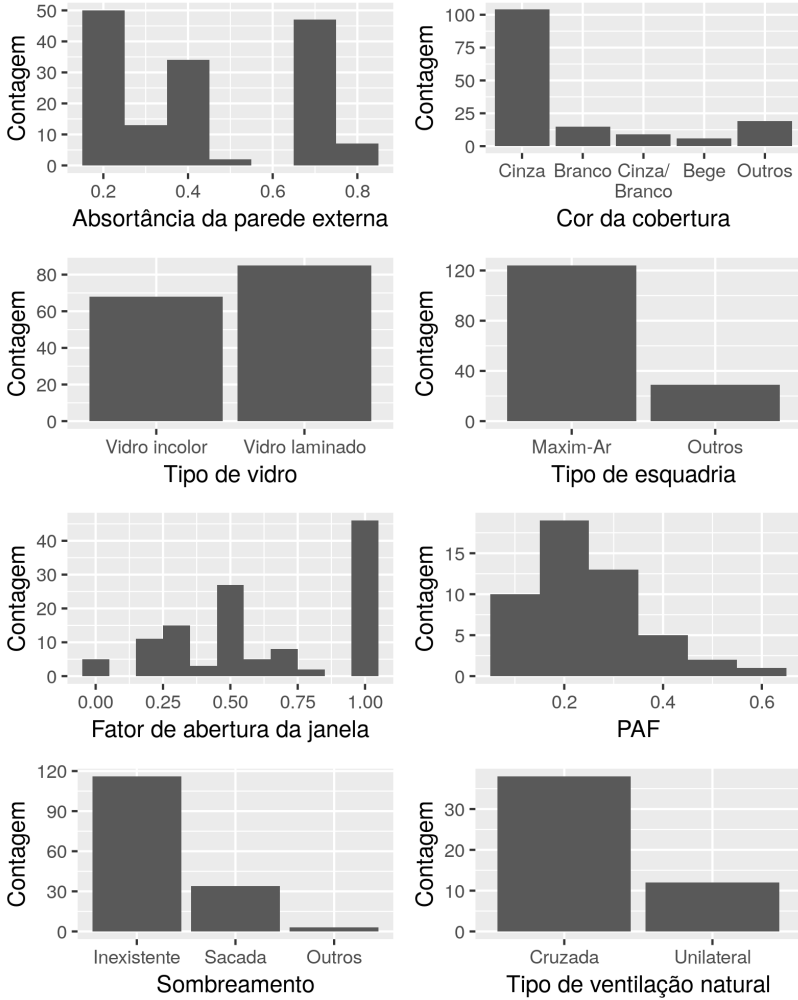 50
40
30
20
10
0
Contagem
0.2 0.4 0.6 0.8
Absortância da parede externa
100
75
50
25
0
Contagem
Cinza Branco Cinza/ Bege Outros
Branco
Cor da cobertura
80
60
40
20
0
Contagem
Vidro incolor Vidro laminado
Tipo de vidro
120
80
40
0
Contagem
Maxim-Ar Outros
Tipo de esquadria
40
30
20
10
0
Contagem
0.00 0.25 0.50 0.75 1.00
Fator de abertura da janela
15
10
5
0
Contagem
0.2 0.4 0.6
PAF
120
90
60
30
0
Contagem
Inexistente Sacada Outros
Sombreamento
30
20
10
0
Contagem
Cruzada Unilateral
Tipo de ventilação natural